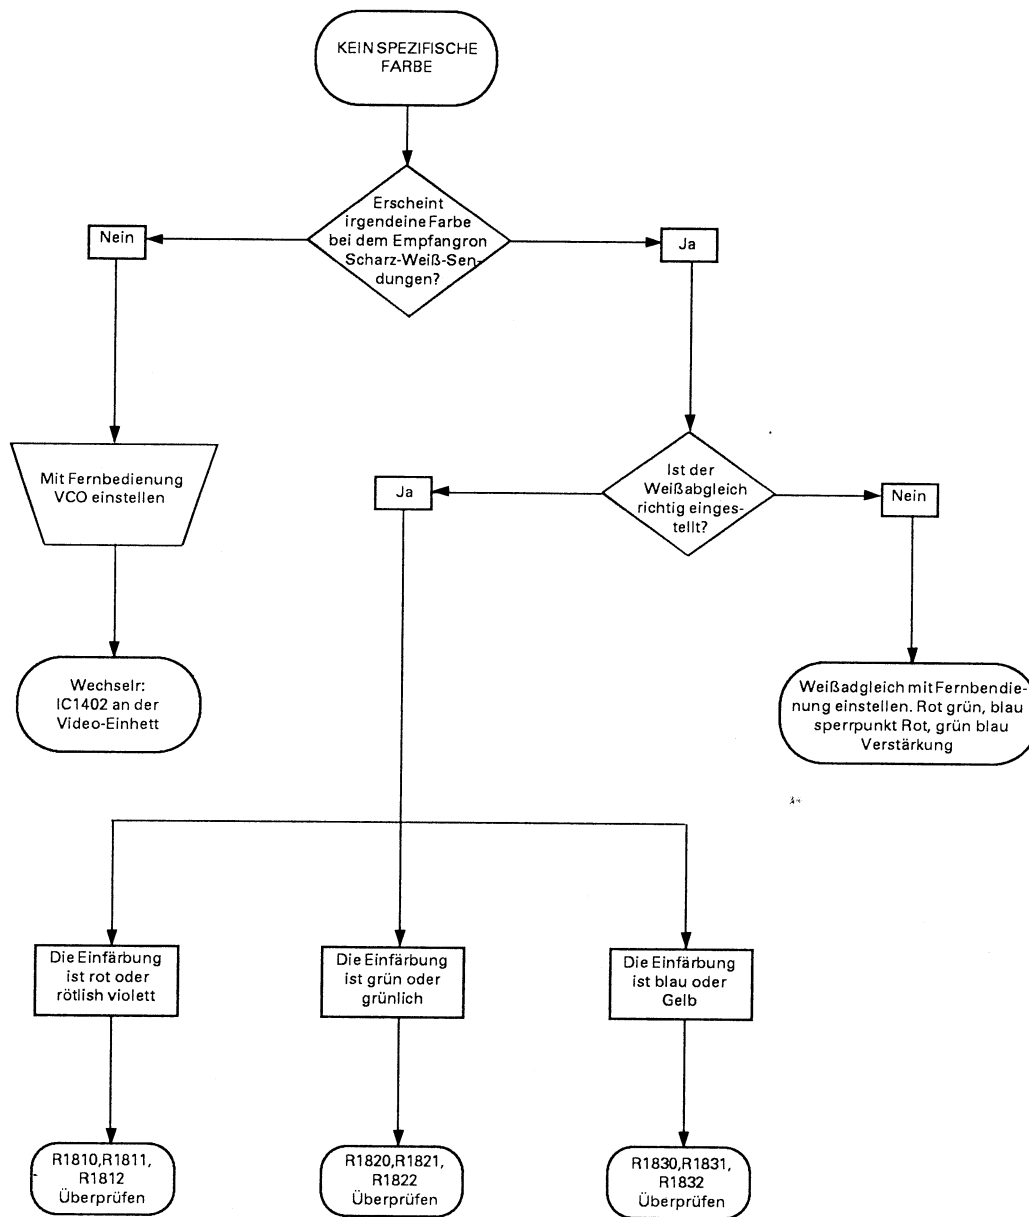 KEIN SPEZIFISCHE
FARBE
Erscheint
irgendeine Farbe
bei dem Empfangron
Scharz-Weiß-Sen-
dungen?
Nein
Ja
Mit Fernbedienung
VCO einstellen
Ist der
Weißabgleich
richtig einges-
tellt?
Ja
Nein
Wechselr:
IC1402 an der
Video-Einhett
Weißadgleich mit Fernbendie-
nung einstellen. Rot grün, blau
sperrpunkt Rot, grün blau
Verstärkung
Die Einfärbung
ist rot oder
rötlish violett
Die Einfärbung
ist grün oder
grünlich
Die Einfärbung
ist blau oder
Gelb
R1810,R1811,
R1812
Überprüfen
R1820,R1821,
R1822
Überprüfen
R1830,R1831,
R1832
Überprüfen